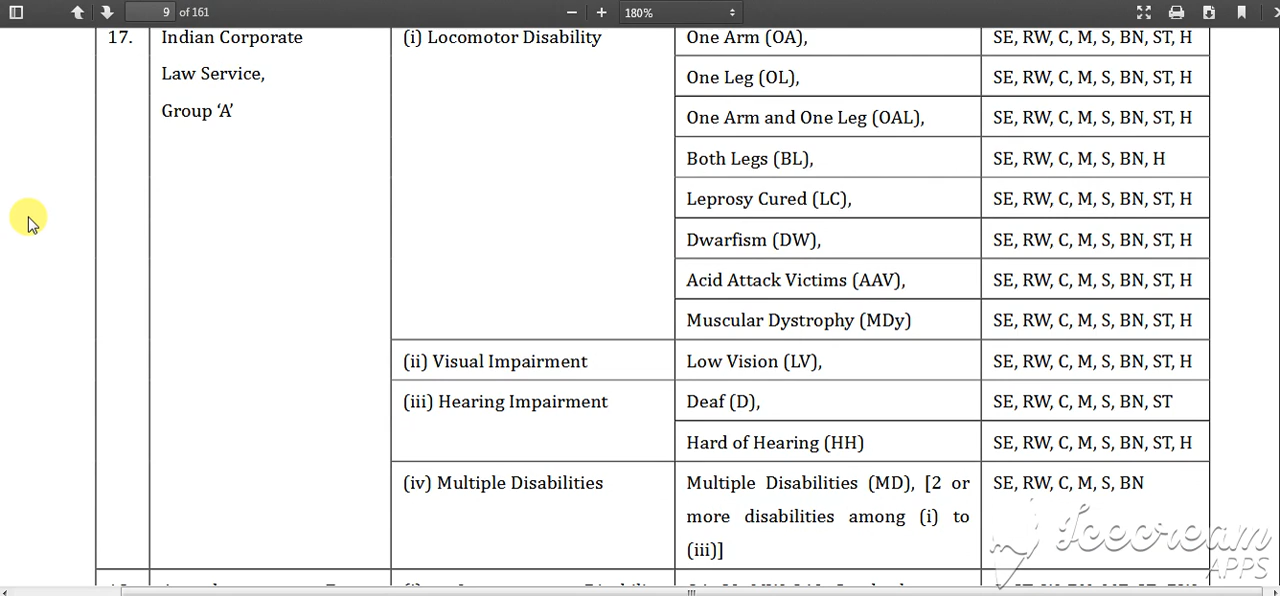 9 of 161
180%
17. Indian Corporate (i) Locomotor Disability One Arm (OA), SE, RW, C, M, S, BN, ST, H
Law Service, One Leg (OL), SE, RW, C, M, S, BN, ST, H
Group ‘A’ One Arm and One Leg (OAL), SE, RW, C, M, S, BN, ST, H
Both Legs (BL), SE, RW, C, M, S, BN, H
Leprosy Cured (LC), SE, RW, C, M, S, BN, ST, H
Dwarfism (DW), SE, RW, C, M, S, BN, ST, H
Acid Attack Victims (AAV), SE, RW, C, M, S, BN, ST, H
Muscular Dystrophy (MDy) SE, RW, C, M, S, BN, ST, H
(ii) Visual Impairment Low Vision (LV), SE, RW, C, M, S, BN, ST, H
(iii) Hearing Impairment Deaf (D), SE, RW, C, M, S, BN, ST
Hard of Hearing (HH) SE, RW, C, M, S, BN, ST, H
(iv) Multiple Disabilities Multiple Disabilities (MD), [2 or SE, RW, C, M, S, BN
more disabilities among (i) to
(iii)]
Icecream
APPS